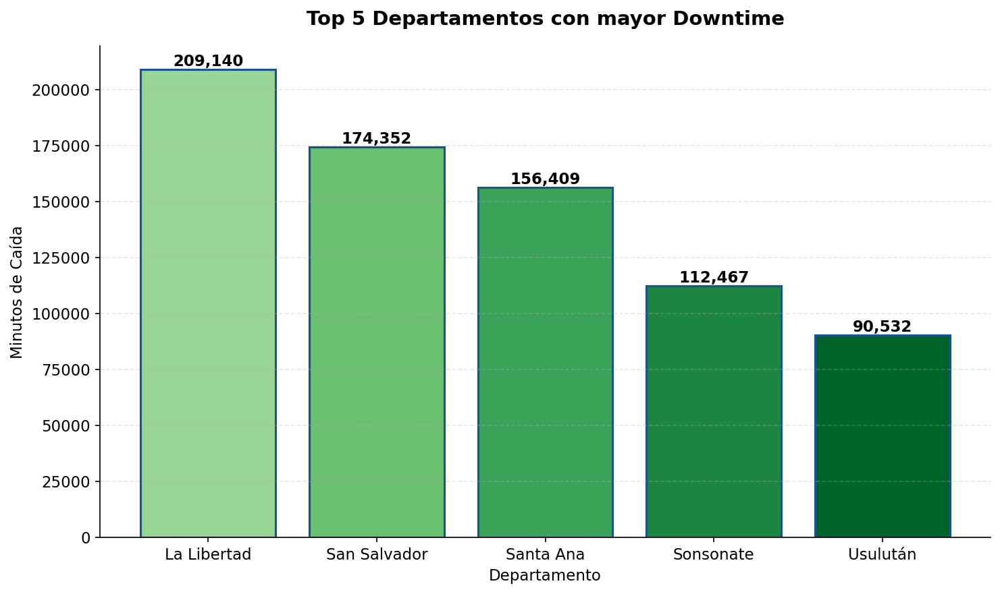 Top 5 Departamentos con mayor Downtime
Minutos de Caída
200000
175000
150000
125000
100000
75000
50000
25000
0
209,140
174,352
156,409
112,467
90,532
La Libertad
San Salvador
Santa Ana
Sonsonate
Usulután
Departamento